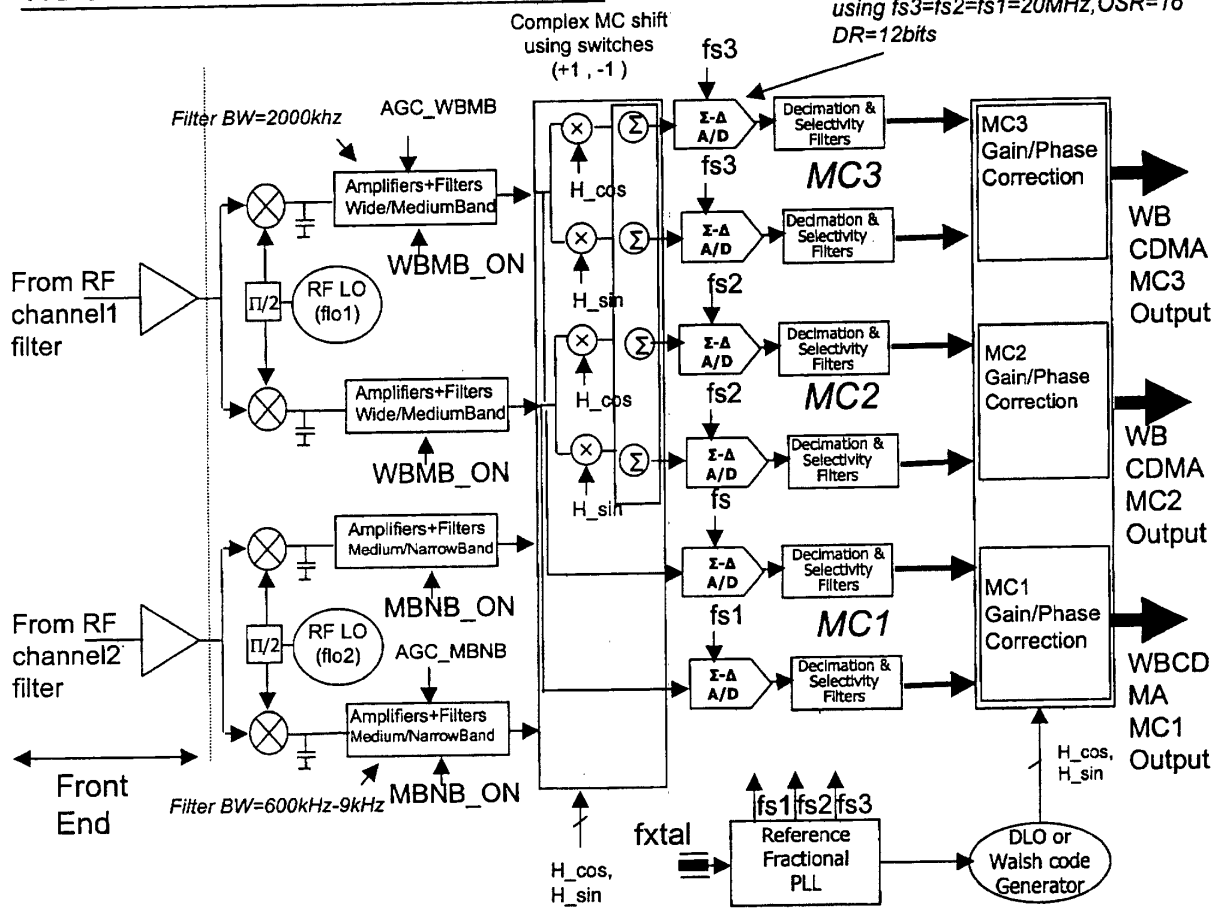 Complex MC shift
using switches
(+1 , -1 )
using fs3=fs2=fs1=20MHz,OSR=16
DR=12bits
fs3
Filter BW=2000khz
AGC_WBMB
Amplifiers+Filters
Wide/MediumBand
WBMB_ON
H_cos
H_sin
Σ
Σ-Δ
A/D
Decimation &
Selectivity
Filters
MC3
MC3
Gain/Phase
Correction
WB
CDMA
MC3
Output
fs3
Σ
Σ-Δ
A/D
Decimation &
Selectivity
Filters
From RF
channel1
filter
Π/2
RF LO
(flo1)
fs2
Σ
Σ-Δ
A/D
Decimation &
Selectivity
Filters
MC2
MC2
Gain/Phase
Correction
WB
CDMA
MC2
Output
Amplifiers+Filters
Wide/MediumBand
WBMB_ON
H_cos
H_sin
fs2
Σ
Σ-Δ
A/D
Decimation &
Selectivity
Filters
Amplifiers+Filters
Medium/NarrowBand
MBNB_ON
fs
Σ-Δ
A/D
Decimation &
Selectivity
Filters
MC1
MC1
Gain/Phase
Correction
WBCD
MA
MC1
Output
From RF
channel2
filter
Π/2
RF LO
(flo2)
AGC_MBNB
fs1
Σ-Δ
A/D
Decimation &
Selectivity
Filters
Amplifiers+Filters
Medium/NarrowBand
MBNB_ON
Filter BW=600kHz-9kHz
Front
End
H_cos,
H_sin
fxtal
fs1
fs2
fs3
Reference
Fractional
PLL
DLO or
Walsh code
Generator
H_cos,
H_sin